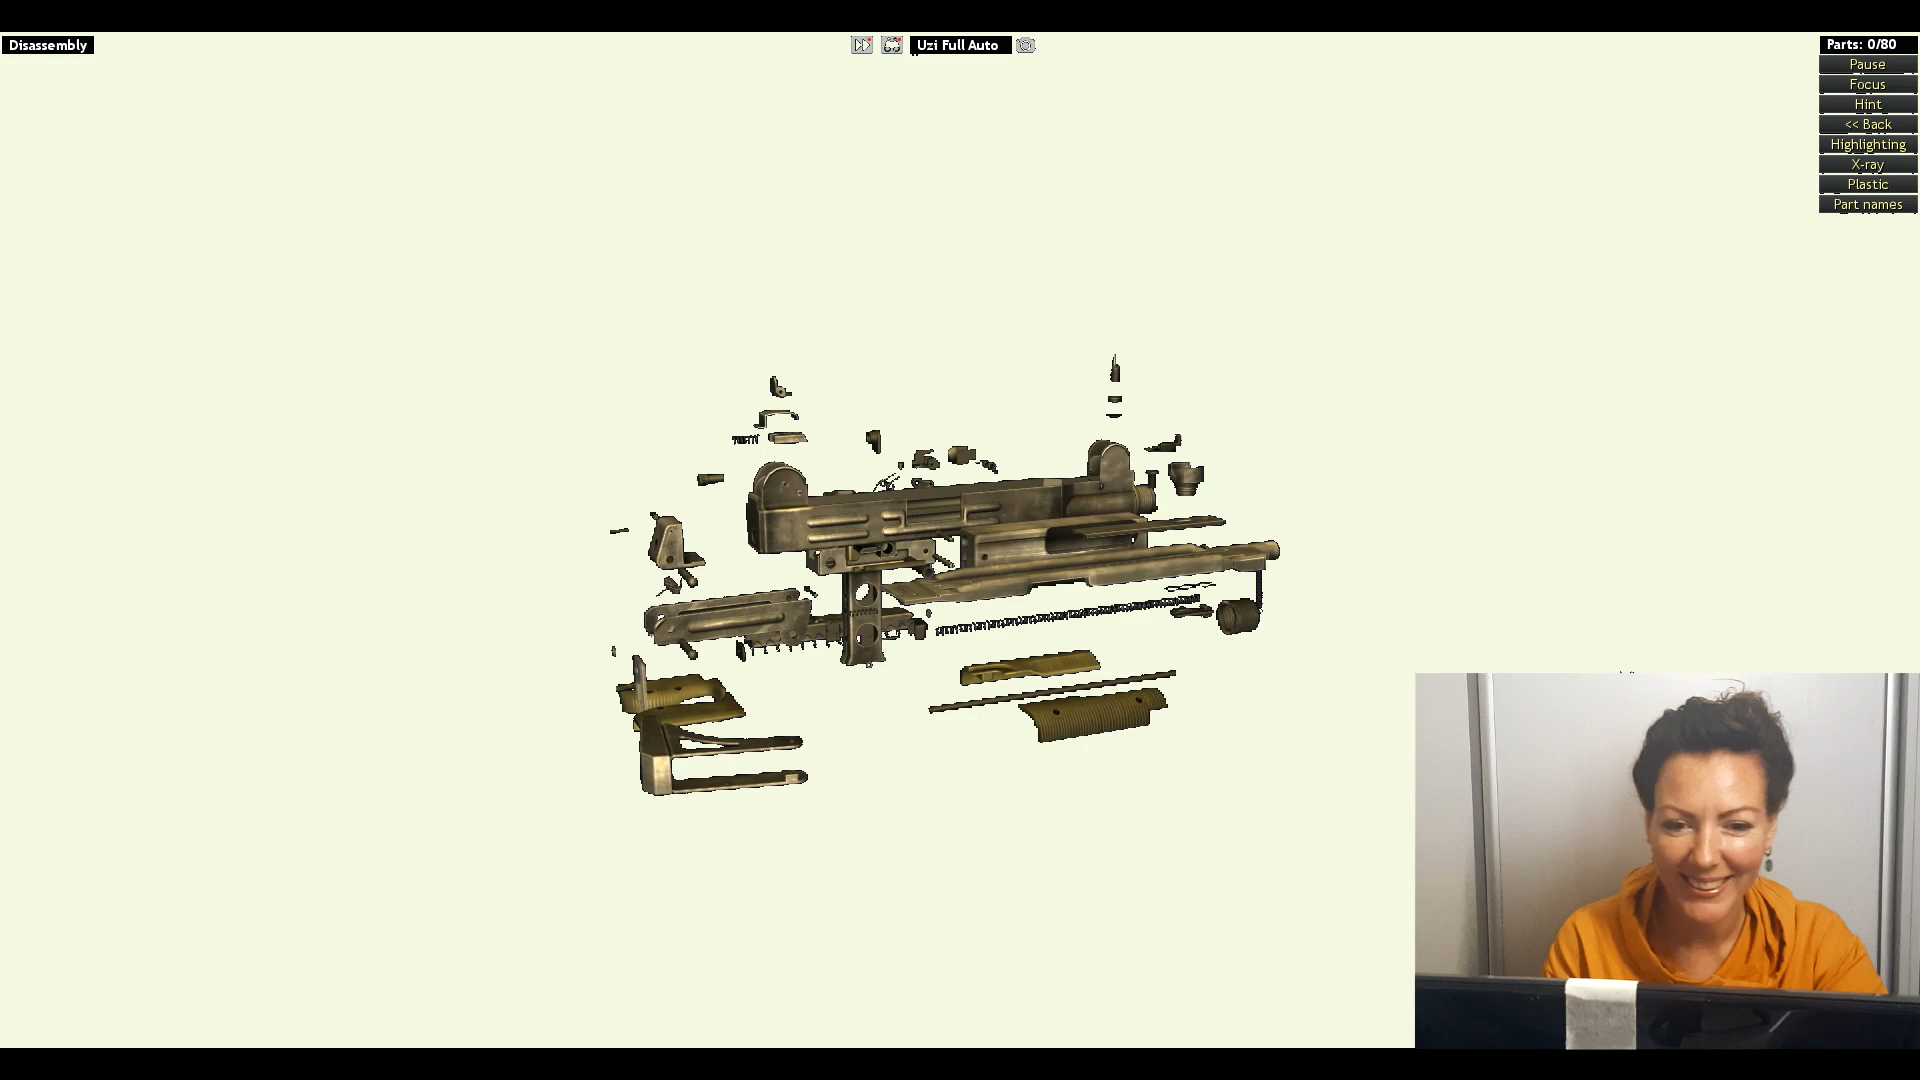 Disassembly
Uzi Full Auto
Parts: 0/80
Pause
Focus
Hint
<< Back
Highlighting
X-ray
Plastic
Part names